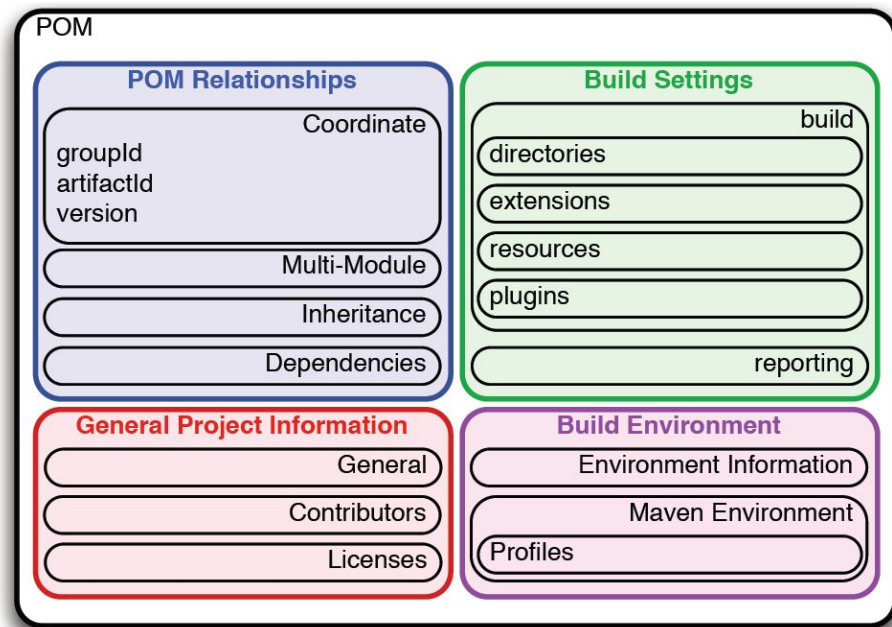 POM
POM Relationships
Coordinate
groupId
artifactId
version
Multi-Module
Inheritance
Dependencies
Build Settings
build
directories
extensions
resources
plugins
reporting
General Project Information
General
Contributors
Licenses
Build Environment
Environment Information
Maven Environment
Profiles